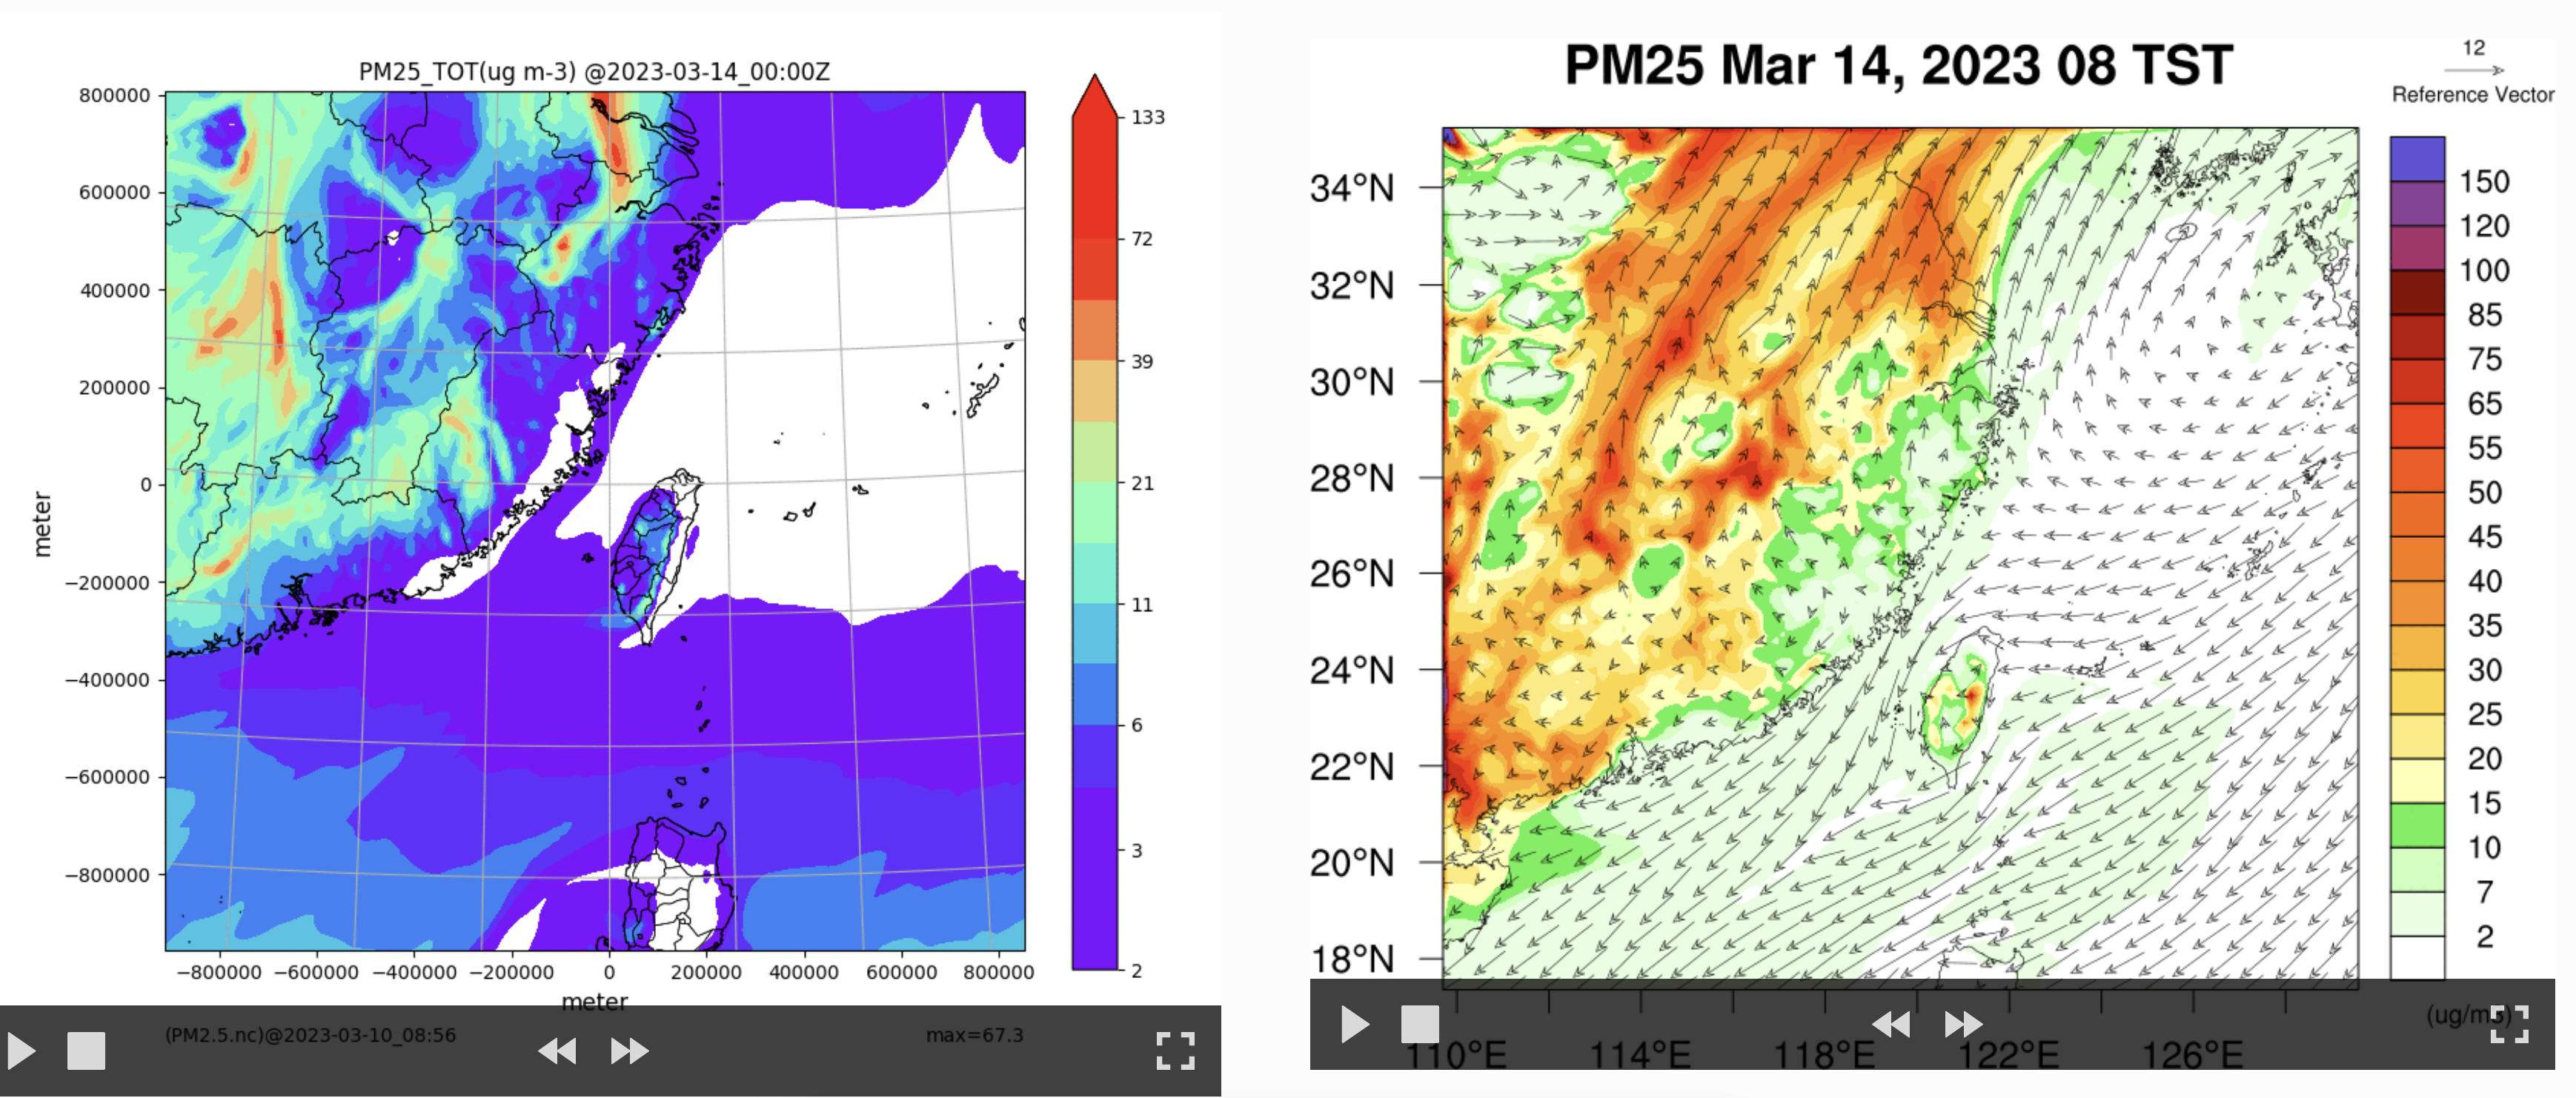 PM25_TOT(ug m-3) @2023-03-14_00:00Z
800000
600000
400000
200000
0
−200000
−400000
−600000
−800000
meter
−800000 −600000 −400000 −200000 0 200000 400000 600000 800000
meter
133
72
39
21
11
6
3
2
(PM2.5.nc)@2023-03-10_08:56
max=67.3
PM25 Mar 14, 2023 08 TST
12
Reference Vector
34°N
32°N
30°N
28°N
26°N
24°N
22°N
20°N
18°N
110°E 114°E 118°E 122°E 126°E
150
120
100
85
75
65
55
50
45
40
35
30
25
20
15
10
7
2
(ug/m3)